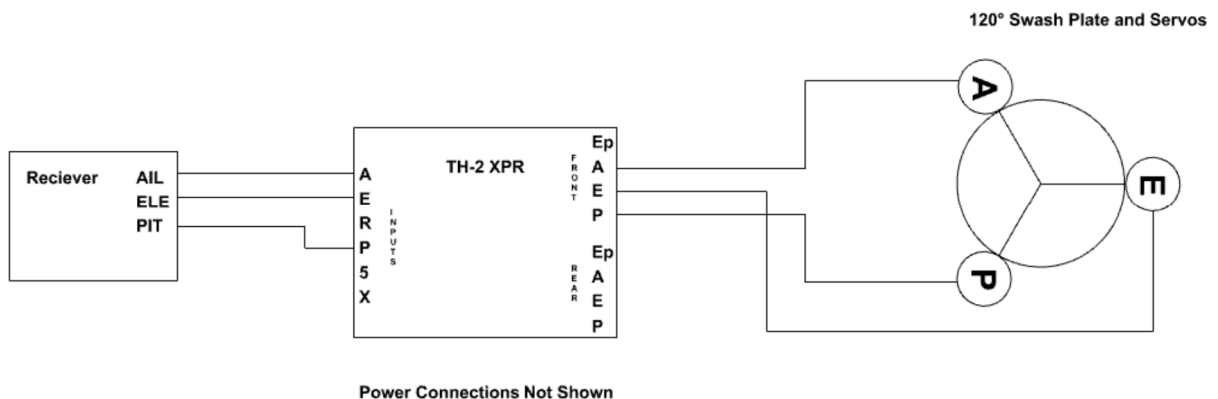 120° Swash Plate and Servos
Reciever
AIL
ELE
PIT
TH-2 XPR
A
E
R
P
5
X
INPUTS
FRONT
Ep
A
E
P
REAR
Ep
A
E
P
A
E
P
Power Connections Not Shown